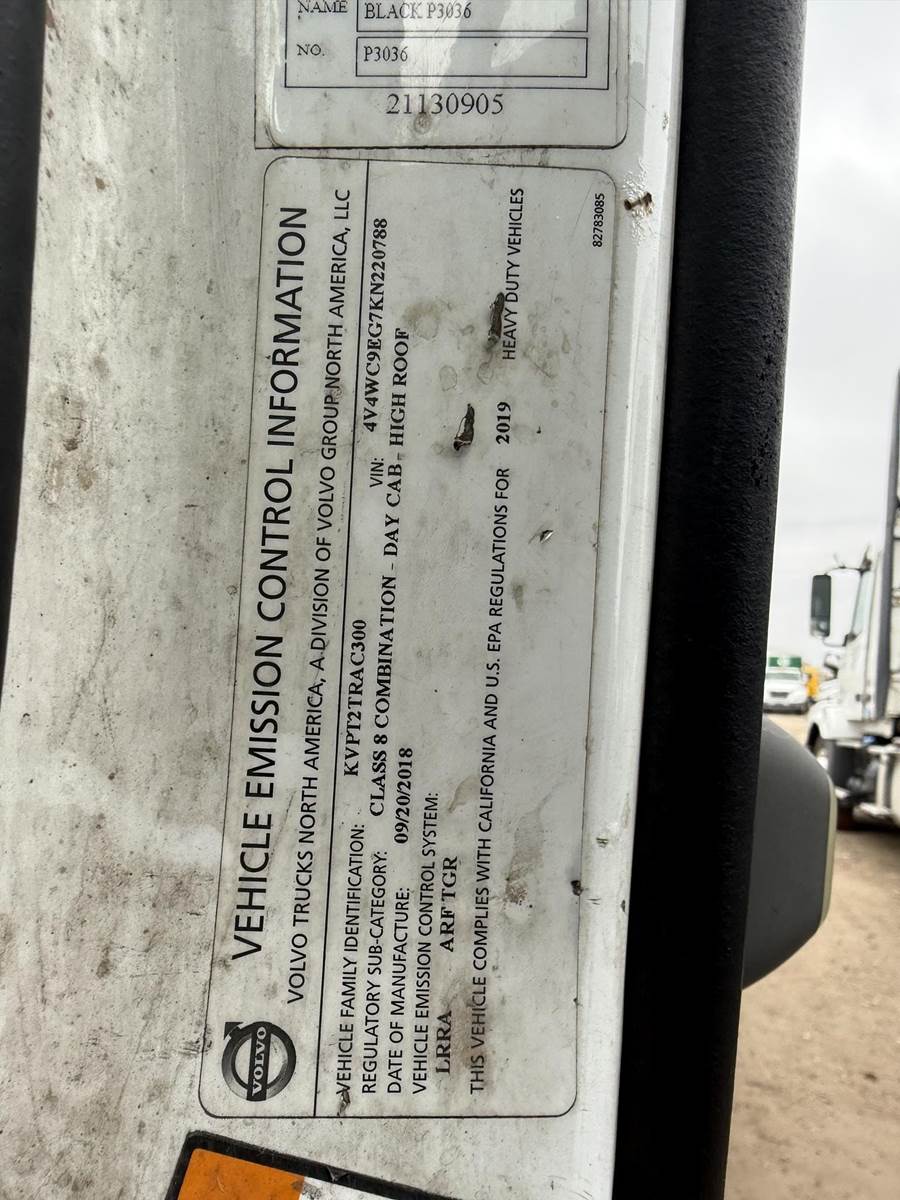 NAME BLACK P3036
NO. P3036
21130905
VOLVO
VEHICLE EMISSION CONTROL INFORMATION
VOLVO TRUCKS NORTH AMERICA, A DIVISION OF VOLVO GROUP NORTH AMERICA, LLC
VEHICLE FAMILY IDENTIFICATION: KVPT2TRAC300 VIN: 4V4WC9EG7KN220788
REGULATORY SUB-CATEGORY: CLASS 8 COMBINATION - DAY CAB - HIGH ROOF
DATE OF MANUFACTURE: 09/20/2018
VEHICLE EMISSION CONTROL SYSTEM:
LRRA ARF TGR
THIS VEHICLE COMPLIES WITH CALIFORNIA AND U.S. EPA REGULATIONS FOR 2019 HEAVY DUTY VEHICLES
82783085